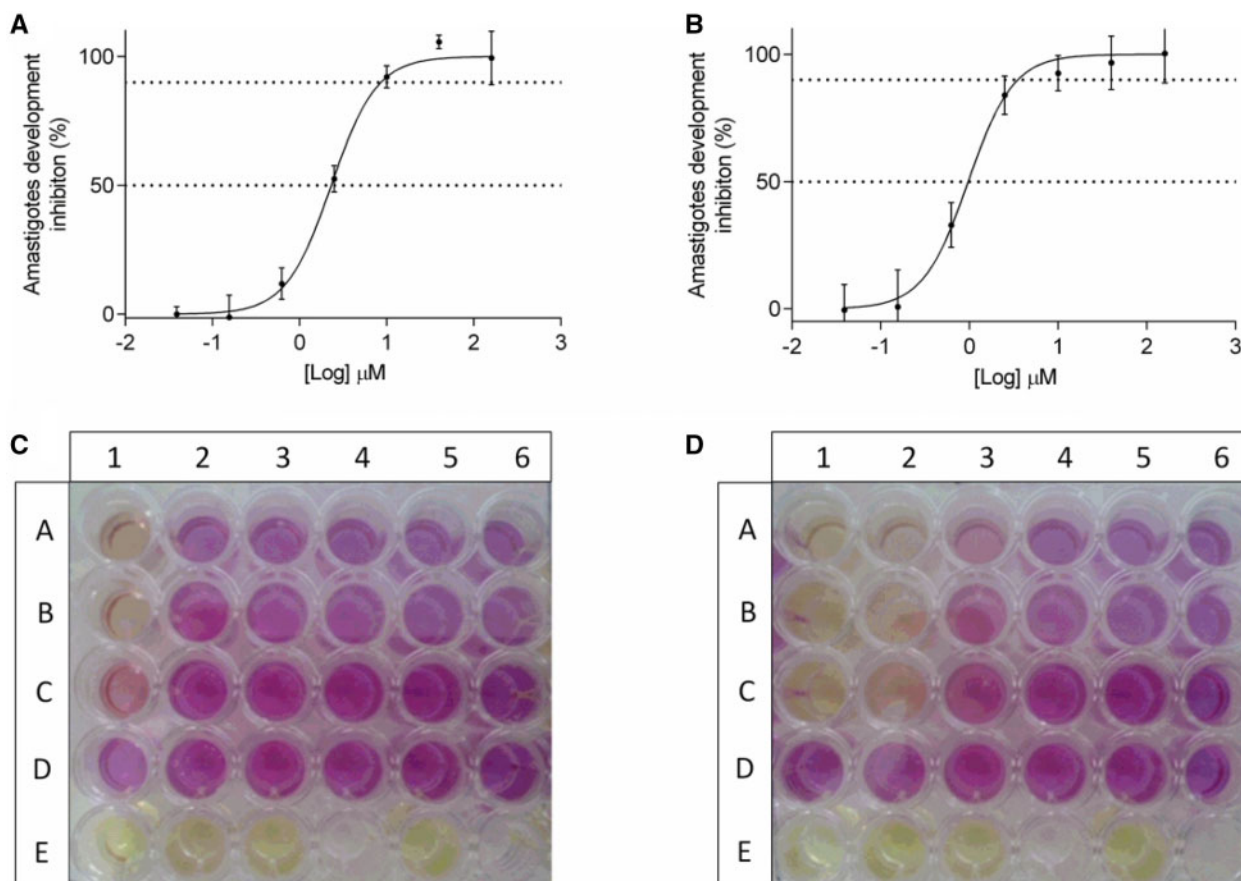 A
100
50
0
-2 -1 0 1 2 3
Amastigotes development
inhibiton (%)
[Log] μM
B
100
50
0
-2 -1 0 1 2 3
Amastigotes development
inhibiton (%)
[Log] μM
C
1 2 3 4 5 6
A
B
C
D
E
D
1 2 3 4 5 6
A
B
C
D
E